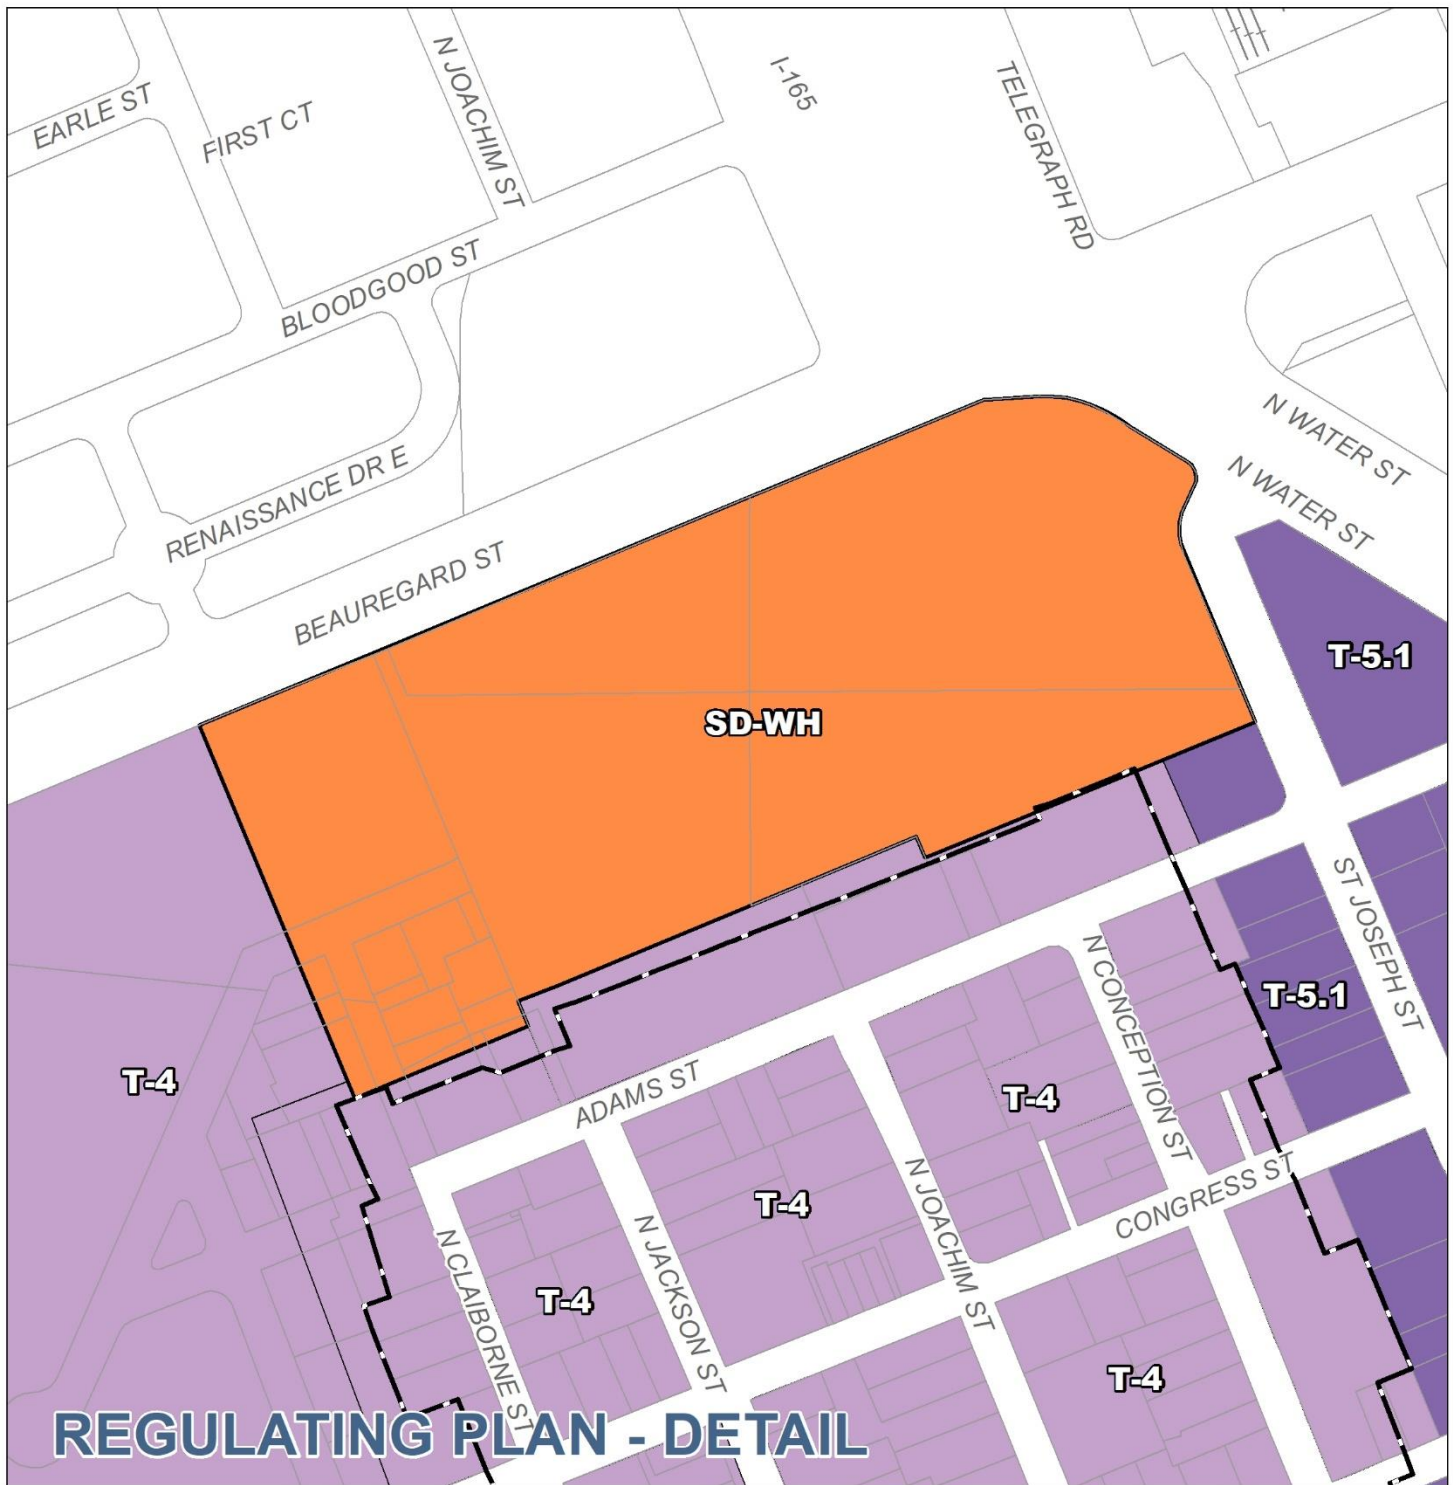 N JOACHIM ST
I-165
TELEGRAPH RD
EARLE ST
FIRST CT
BLOODGOOD ST
N WATER ST
N WATER ST
RENAISSANCE DR E
BEAUREGARD ST
T-5.1
SD-WH
ST JOSEPH ST
N CONCEPTION ST
T-5.1
T-4
T-4
ADAMS ST
N JOACHIM ST
CONGRESS ST
T-4
N JACKSON ST
N CLAIBORNE ST
T-4
T-4
REGULATING PLAN - DETAIL